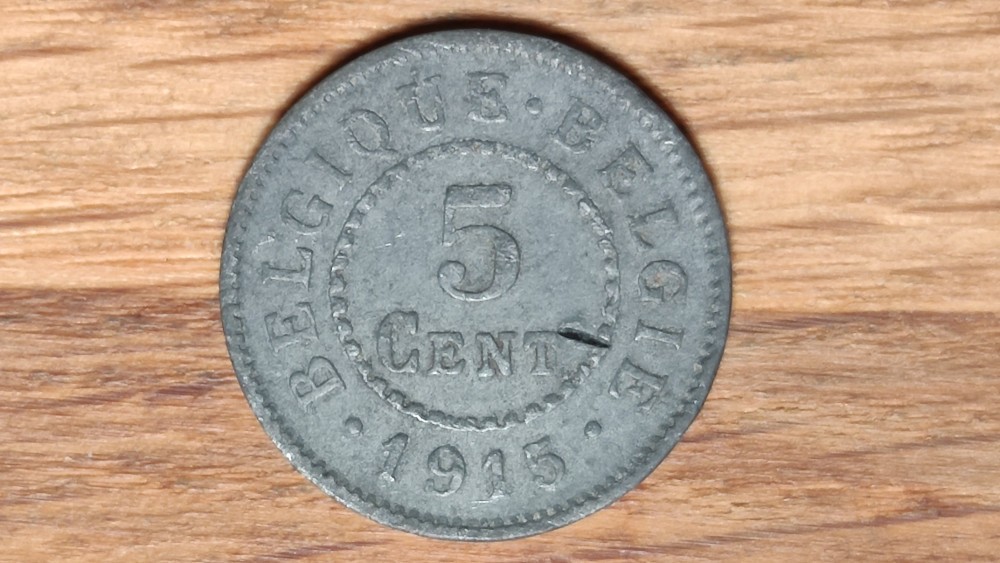 BELGIQUE · BELGIE
5
CENT
· 1915 ·